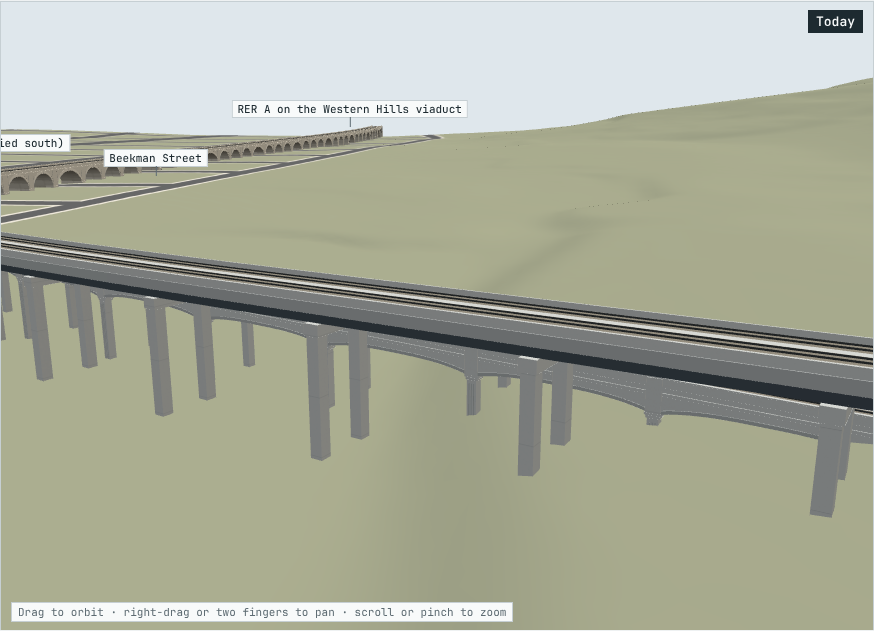 Today
RER A on the Western Hills viaduct
ied south)
Beekman Street
Drag to orbit · right-drag or two fingers to pan · scroll or pinch to zoom